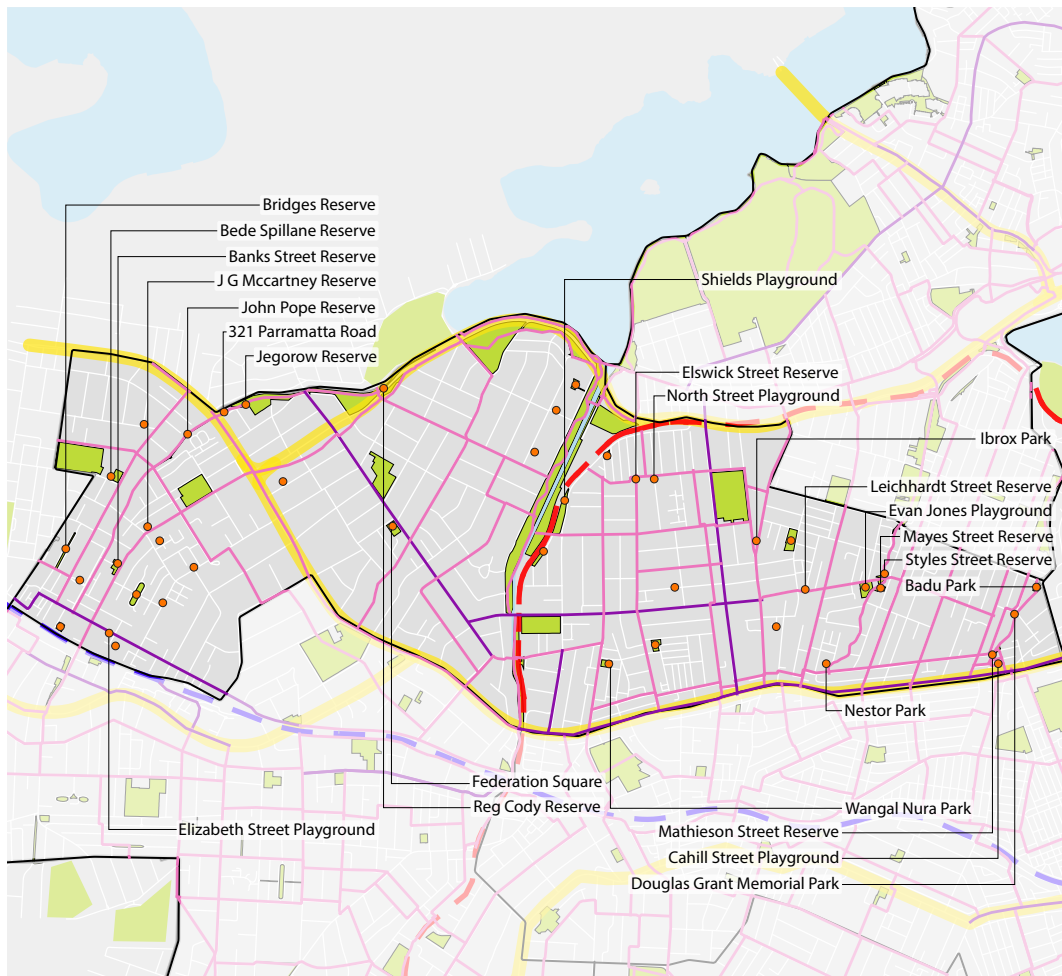 Bridges Reserve
Bede Spillane Reserve
Banks Street Reserve
J G Mccartney Reserve
John Pope Reserve
321 Parramatta Road
Jegorow Reserve
Shields Playground
Elswick Street Reserve
North Street Playground
Ibrox Park
Leichhardt Street Reserve
Evan Jones Playground
Mayes Street Reserve
Styles Street Reserve
Badu Park
Nestor Park
Federation Square
Reg Cody Reserve
Wangal Nura Park
Elizabeth Street Playground
Mathieson Street Reserve
Cahill Street Playground
Douglas Grant Memorial Park